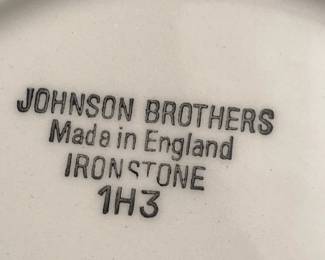 JOHNSON BROTHERS
Made in England
IRONSTONE
1H3